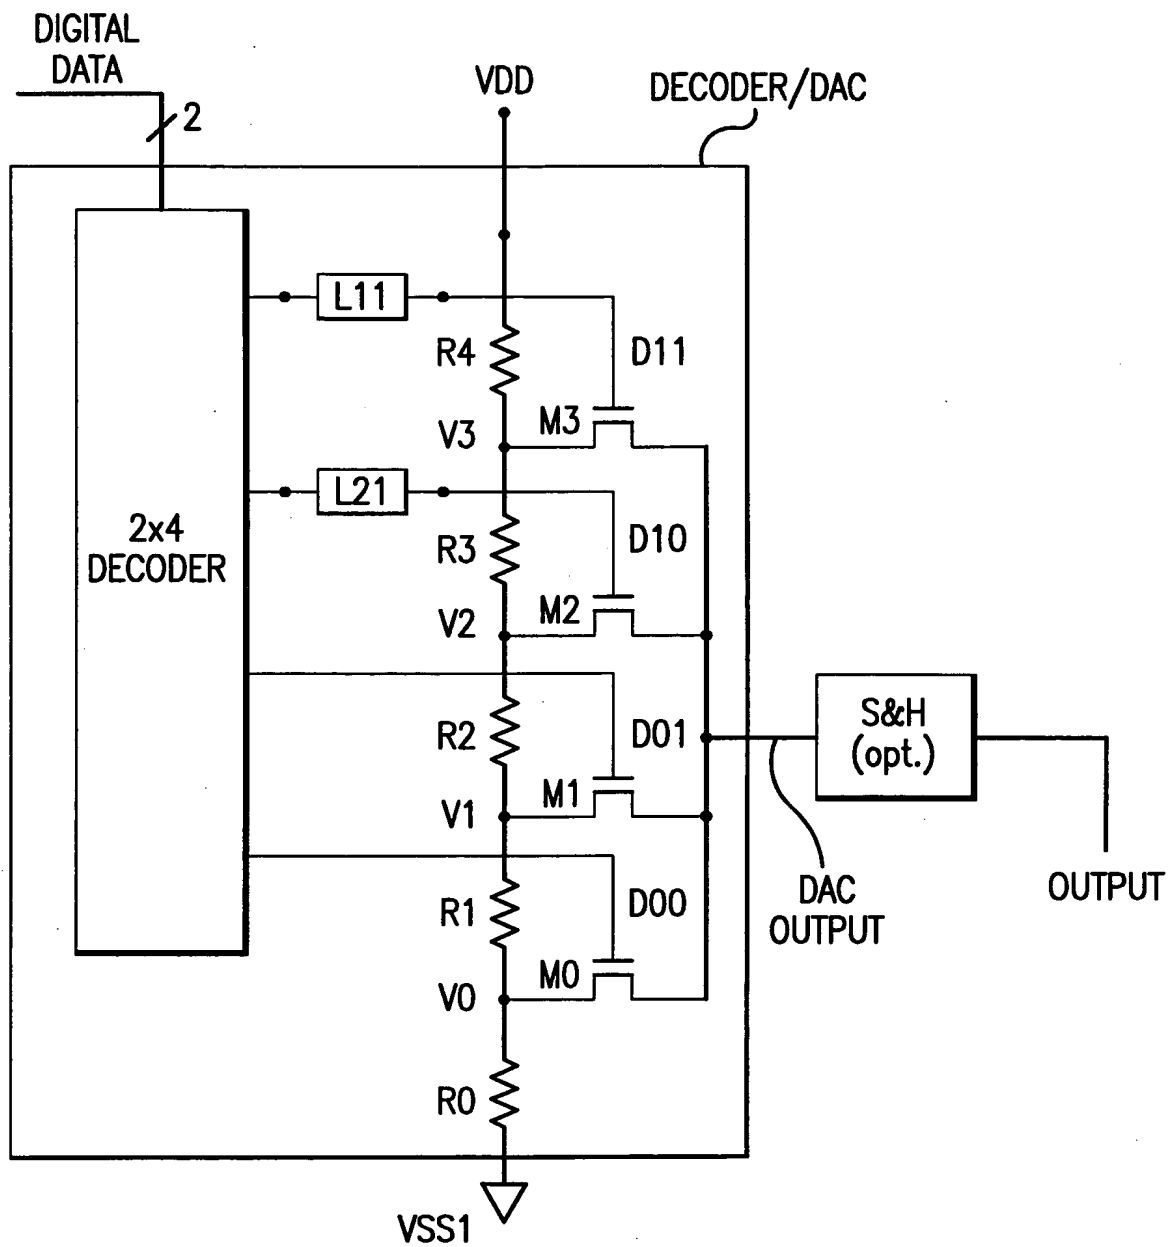 DIGITAL
DATA
2
VDD
DECODER/DAC
L11
R4
D11
M3
V3
L21
2x4
DECODER
R3
D10
M2
V2
R2
D01
S&H
(opt.)
M1
V1
R1
D00
DAC
OUTPUT
OUTPUT
M0
V0
R0
VSS1